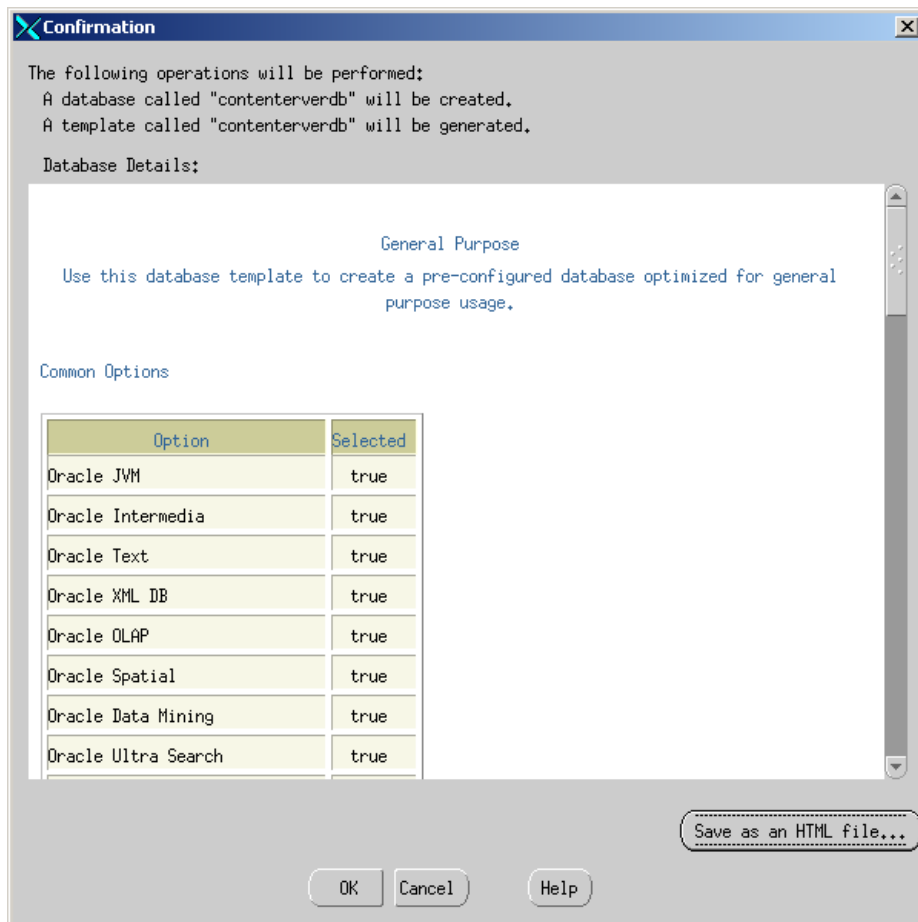 Confirmation
The following operations will be performed:
A database called "contenterverdb" will be created.
A template called "contenterverdb" will be generated.
Database Details:
General Purpose
Use this database template to create a pre-configured database optimized for general
purpose usage.
Common Options
Option Selected
Oracle JVM true
Oracle Intermedia true
Oracle Text true
Oracle XML DB true
Oracle OLAP true
Oracle Spatial true
Oracle Data Mining true
Oracle Ultra Search true
Save as an HTML file...
OK Cancel Help